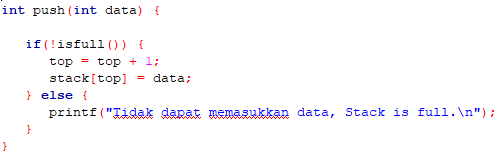 int push(int data) {
if(!isfull()) {
top = top + 1;
stack[top] = data;
} else {
printf("Tidak dapat memasukkan data, Stack is full.\n");
}
}